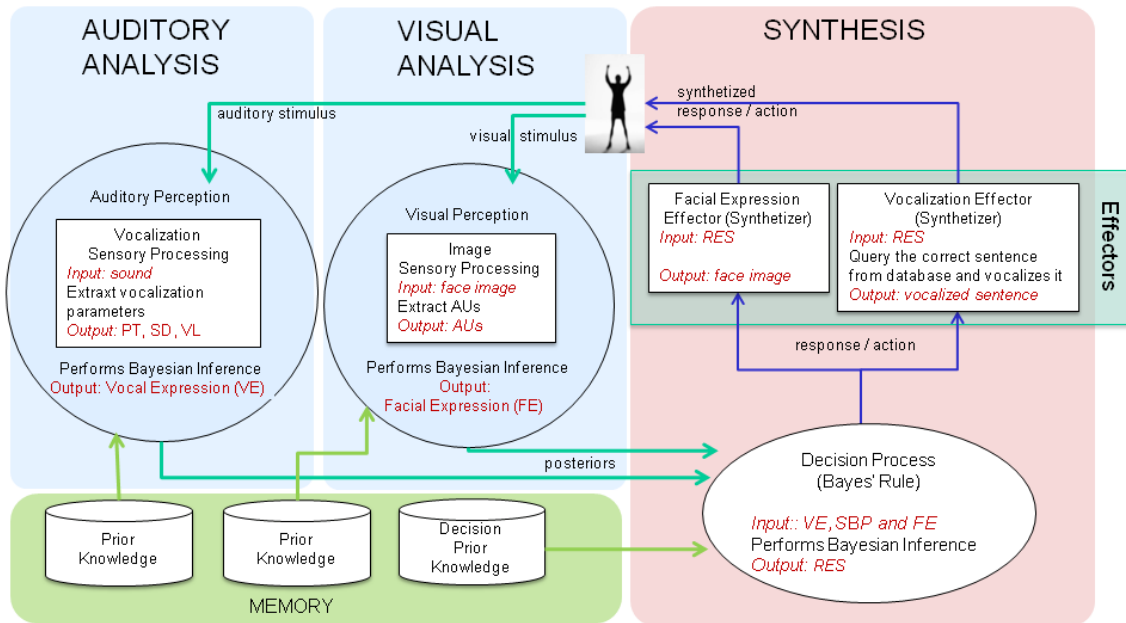 AUDITORY
ANALYSIS
VISUAL
ANALYSIS
SYNTHESIS
auditory stimulus
visual stimulus
synthetized
response / action
Auditory Perception
Vocalization
Sensory Processing
Input: sound
Extraxt vocalization
parameters
Output: PT, SD, VL
Performs Bayesian Inference
Output: Vocal Expression (VE)
Visual Perception
Image
Sensory Processing
Input: face image
Extract AUs
Output: AUs
Performs Bayesian Inference
Output:
Facial Expression (FE)
Facial Expression
Effector (Synthetizer)
Input: RES
Output: face image
Vocalization Effector
(Synthetizer)
Input: RES
Query the correct sentence
from database and vocalizes it
Output: vocalized sentence
Effectors
response / action
posteriors
Decision Process
(Bayes' Rule)
Input:: VE, SBP and FE
Performs Bayesian Inference
Output: RES
Prior
Knowledge
Prior
Knowledge
Decision
Prior
Knowledge
MEMORY